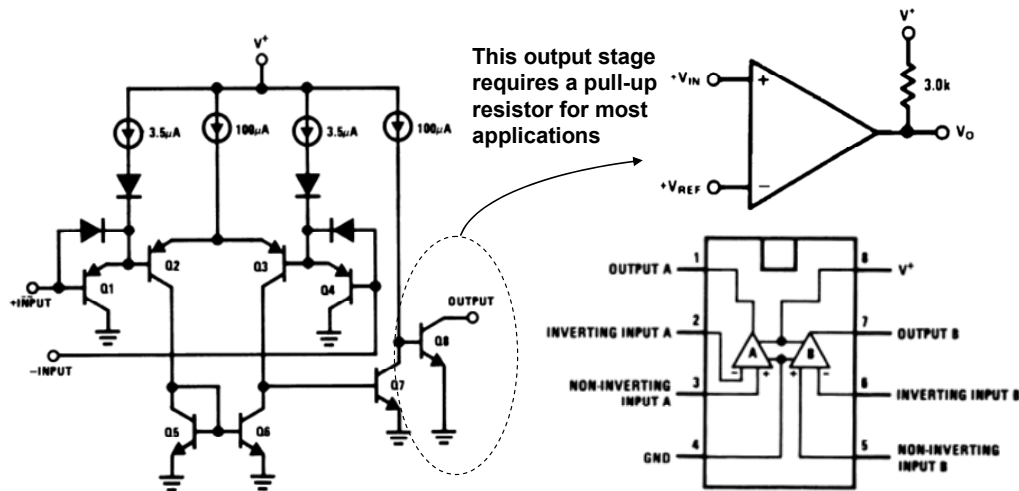 V+
3.5µA
100µA
3.5µA
100µA
Q1
Q2
Q3
Q4
+INPUT
-INPUT
Q5
Q6
Q7
Q8
OUTPUT
This output stage
requires a pull-up
resistor for most
applications
V+
3.0k
+VIN
+
+VREF
−
VO
1
OUTPUT A
2
INVERTING INPUT A
3
NON-INVERTING
INPUT A
4
GND
A
B
−
+
+
−
8
V+
7
OUTPUT B
6
INVERTING INPUT B
5
NON-INVERTING
INPUT B